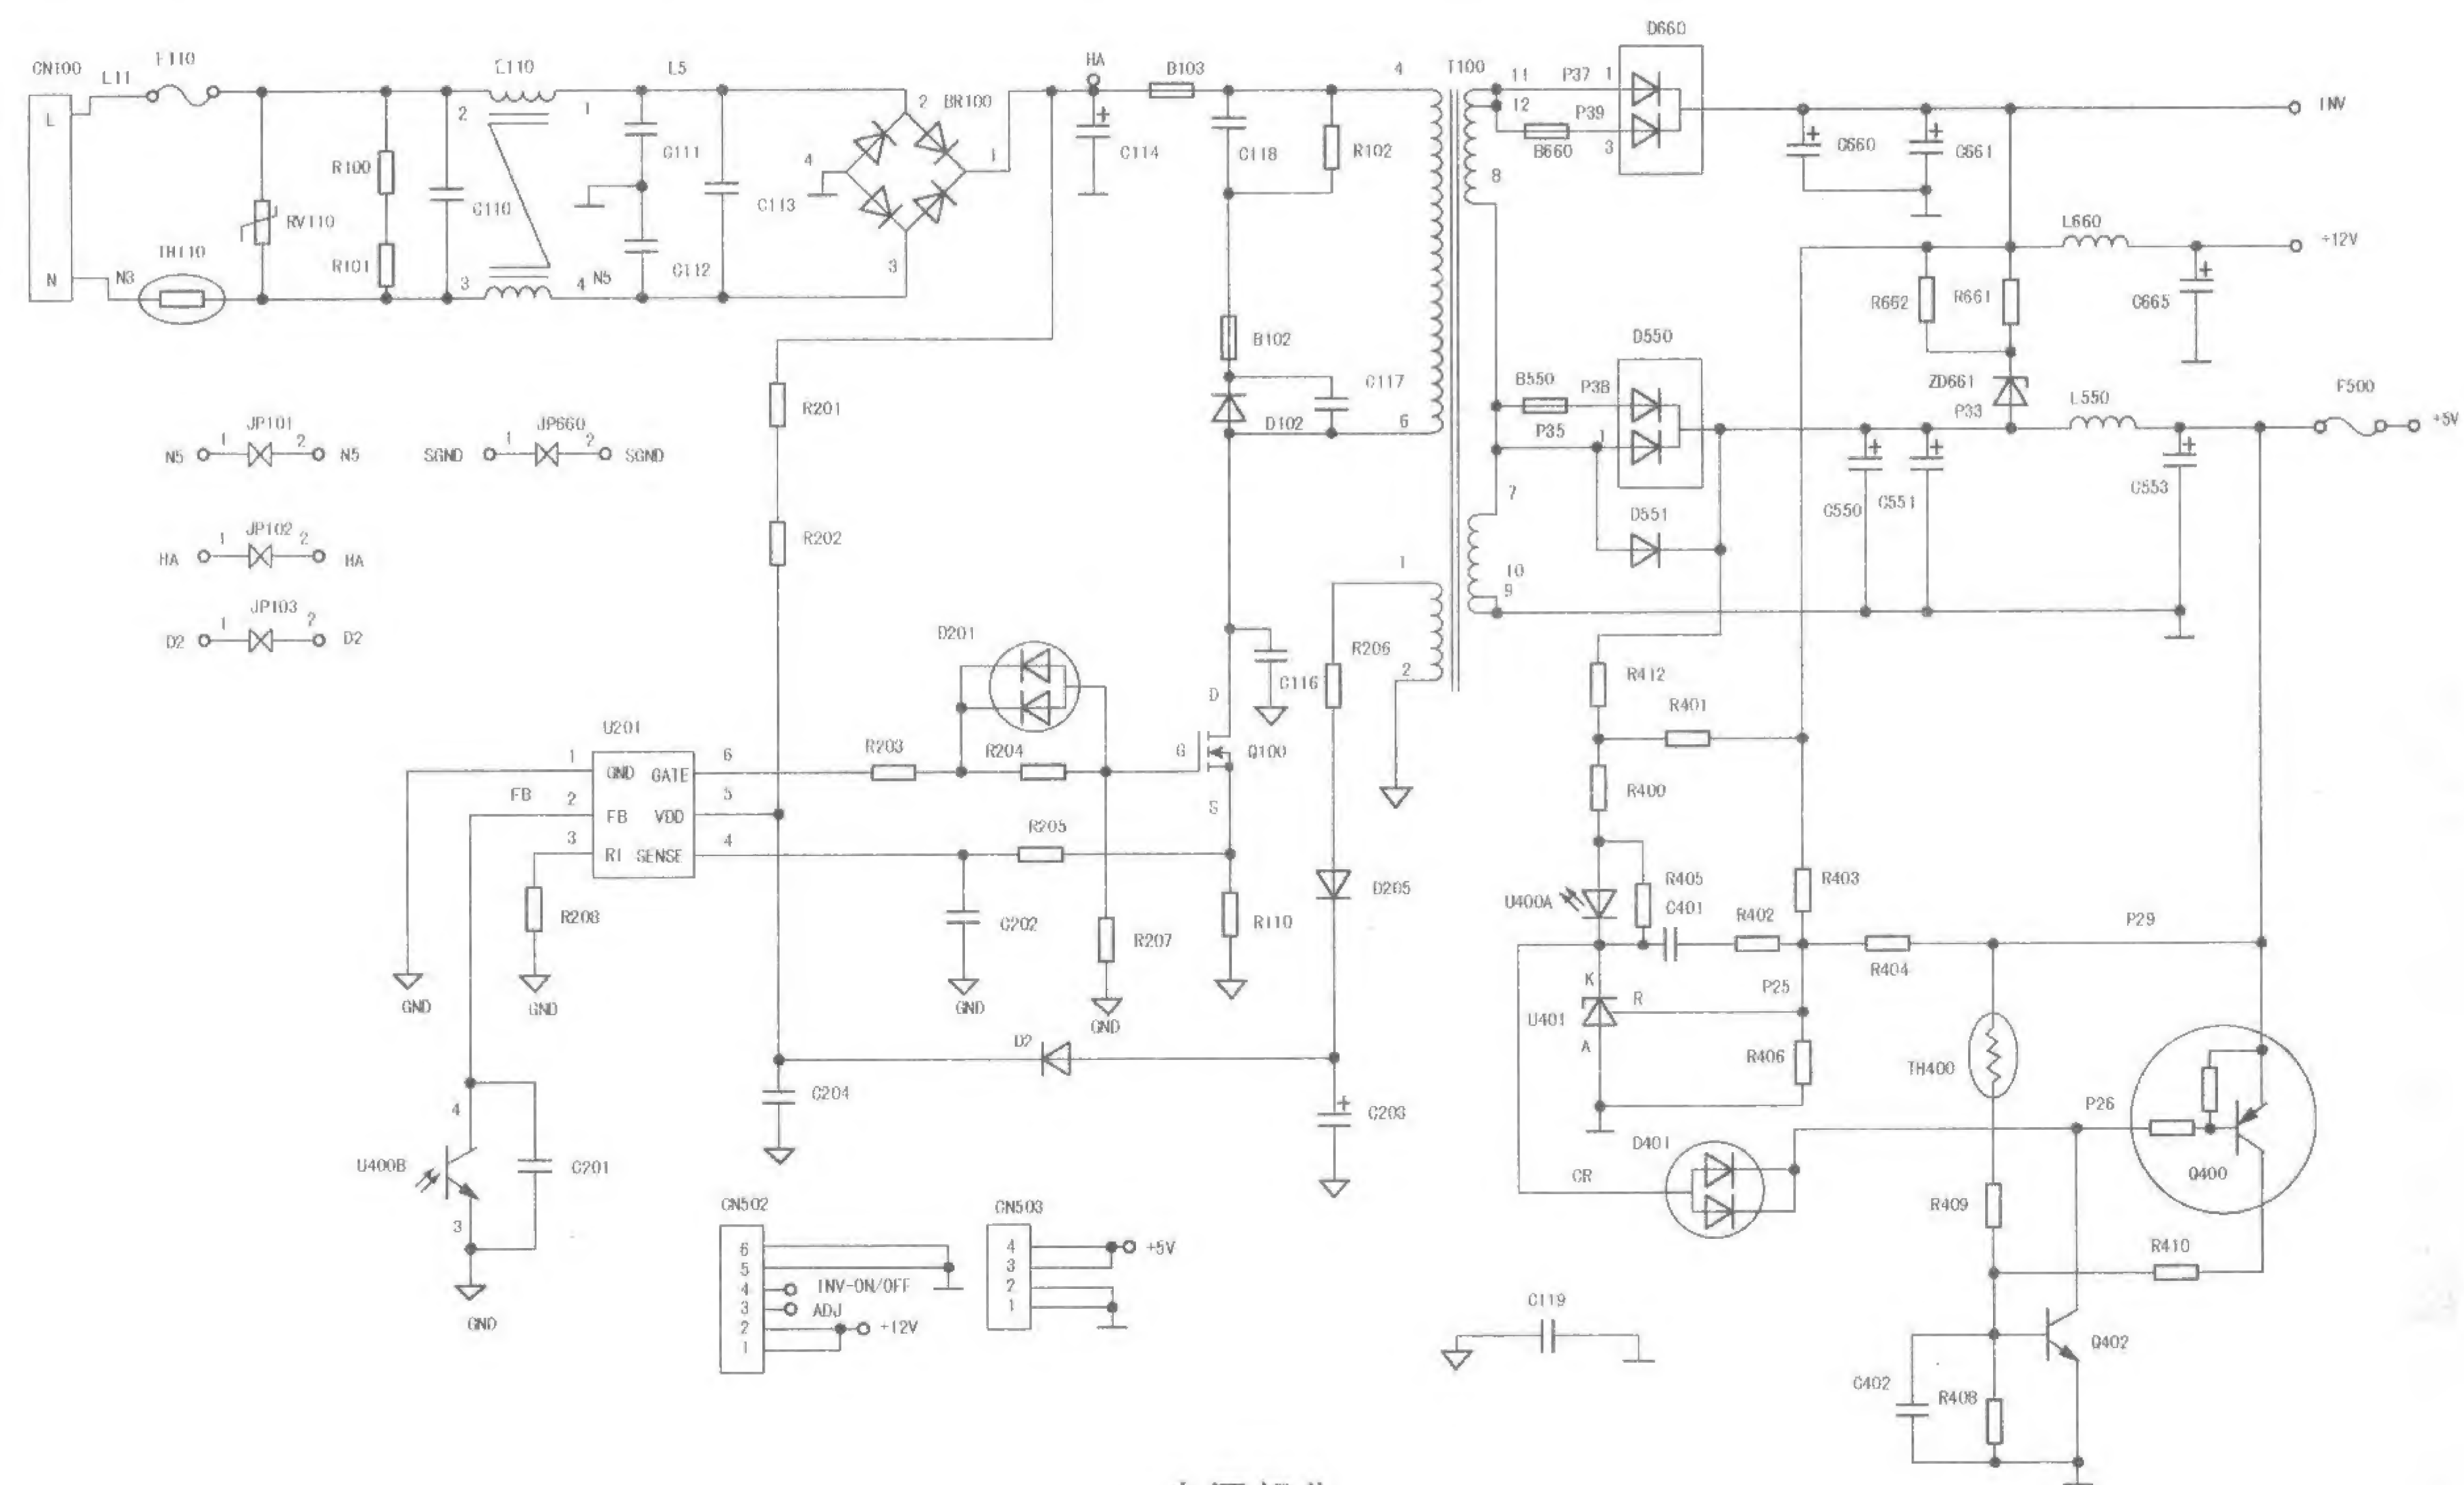 CN100
L11
F110
L110
L5
HA
B103
4
T100
11
P37
1
D660
12
P39
3
B660
8
INV
L
N
2
1
BR100
2
4
1
3
R100
R101
C110
RV110
TH110
N3
3
4
N5
C111
C112
C113
C114
C118
R102
C660
C661
L660
+12V
R662
R661
C665
B102
D550
ZD661
F500
C117
B550
P38
P33
L550
+5V
D102
6
P35
1
R201
JP101
N5
1
2
N5
JP660
SGND
1
2
SGND
7
D551
C550
C551
C553
JP102
HA
1
2
HA
R202
10
9
1
JP103
D2
1
2
D2
D201
R206
2
C116
R412
D
R401
U201
1
GND
GATE
6
R203
R204
G
Q100
FB
2
FB
VDD
5
S
R400
3
RI
SENSE
4
R205
R208
C202
R207
R110
D205
U400A
R405
C401
R402
R403
P29
R404
GND
GND
GND
GND
K
R
P25
U401
A
R406
TH400
D2
P26
C204
C203
4
U400B
C201
3
GND
D401
CR
Q400
R409
R410
CN502
6
5
4
INV-ON/OFF
3
ADJ
2
+12V
1
CN503
4
+5V
3
2
1
C119
Q402
C402
R408